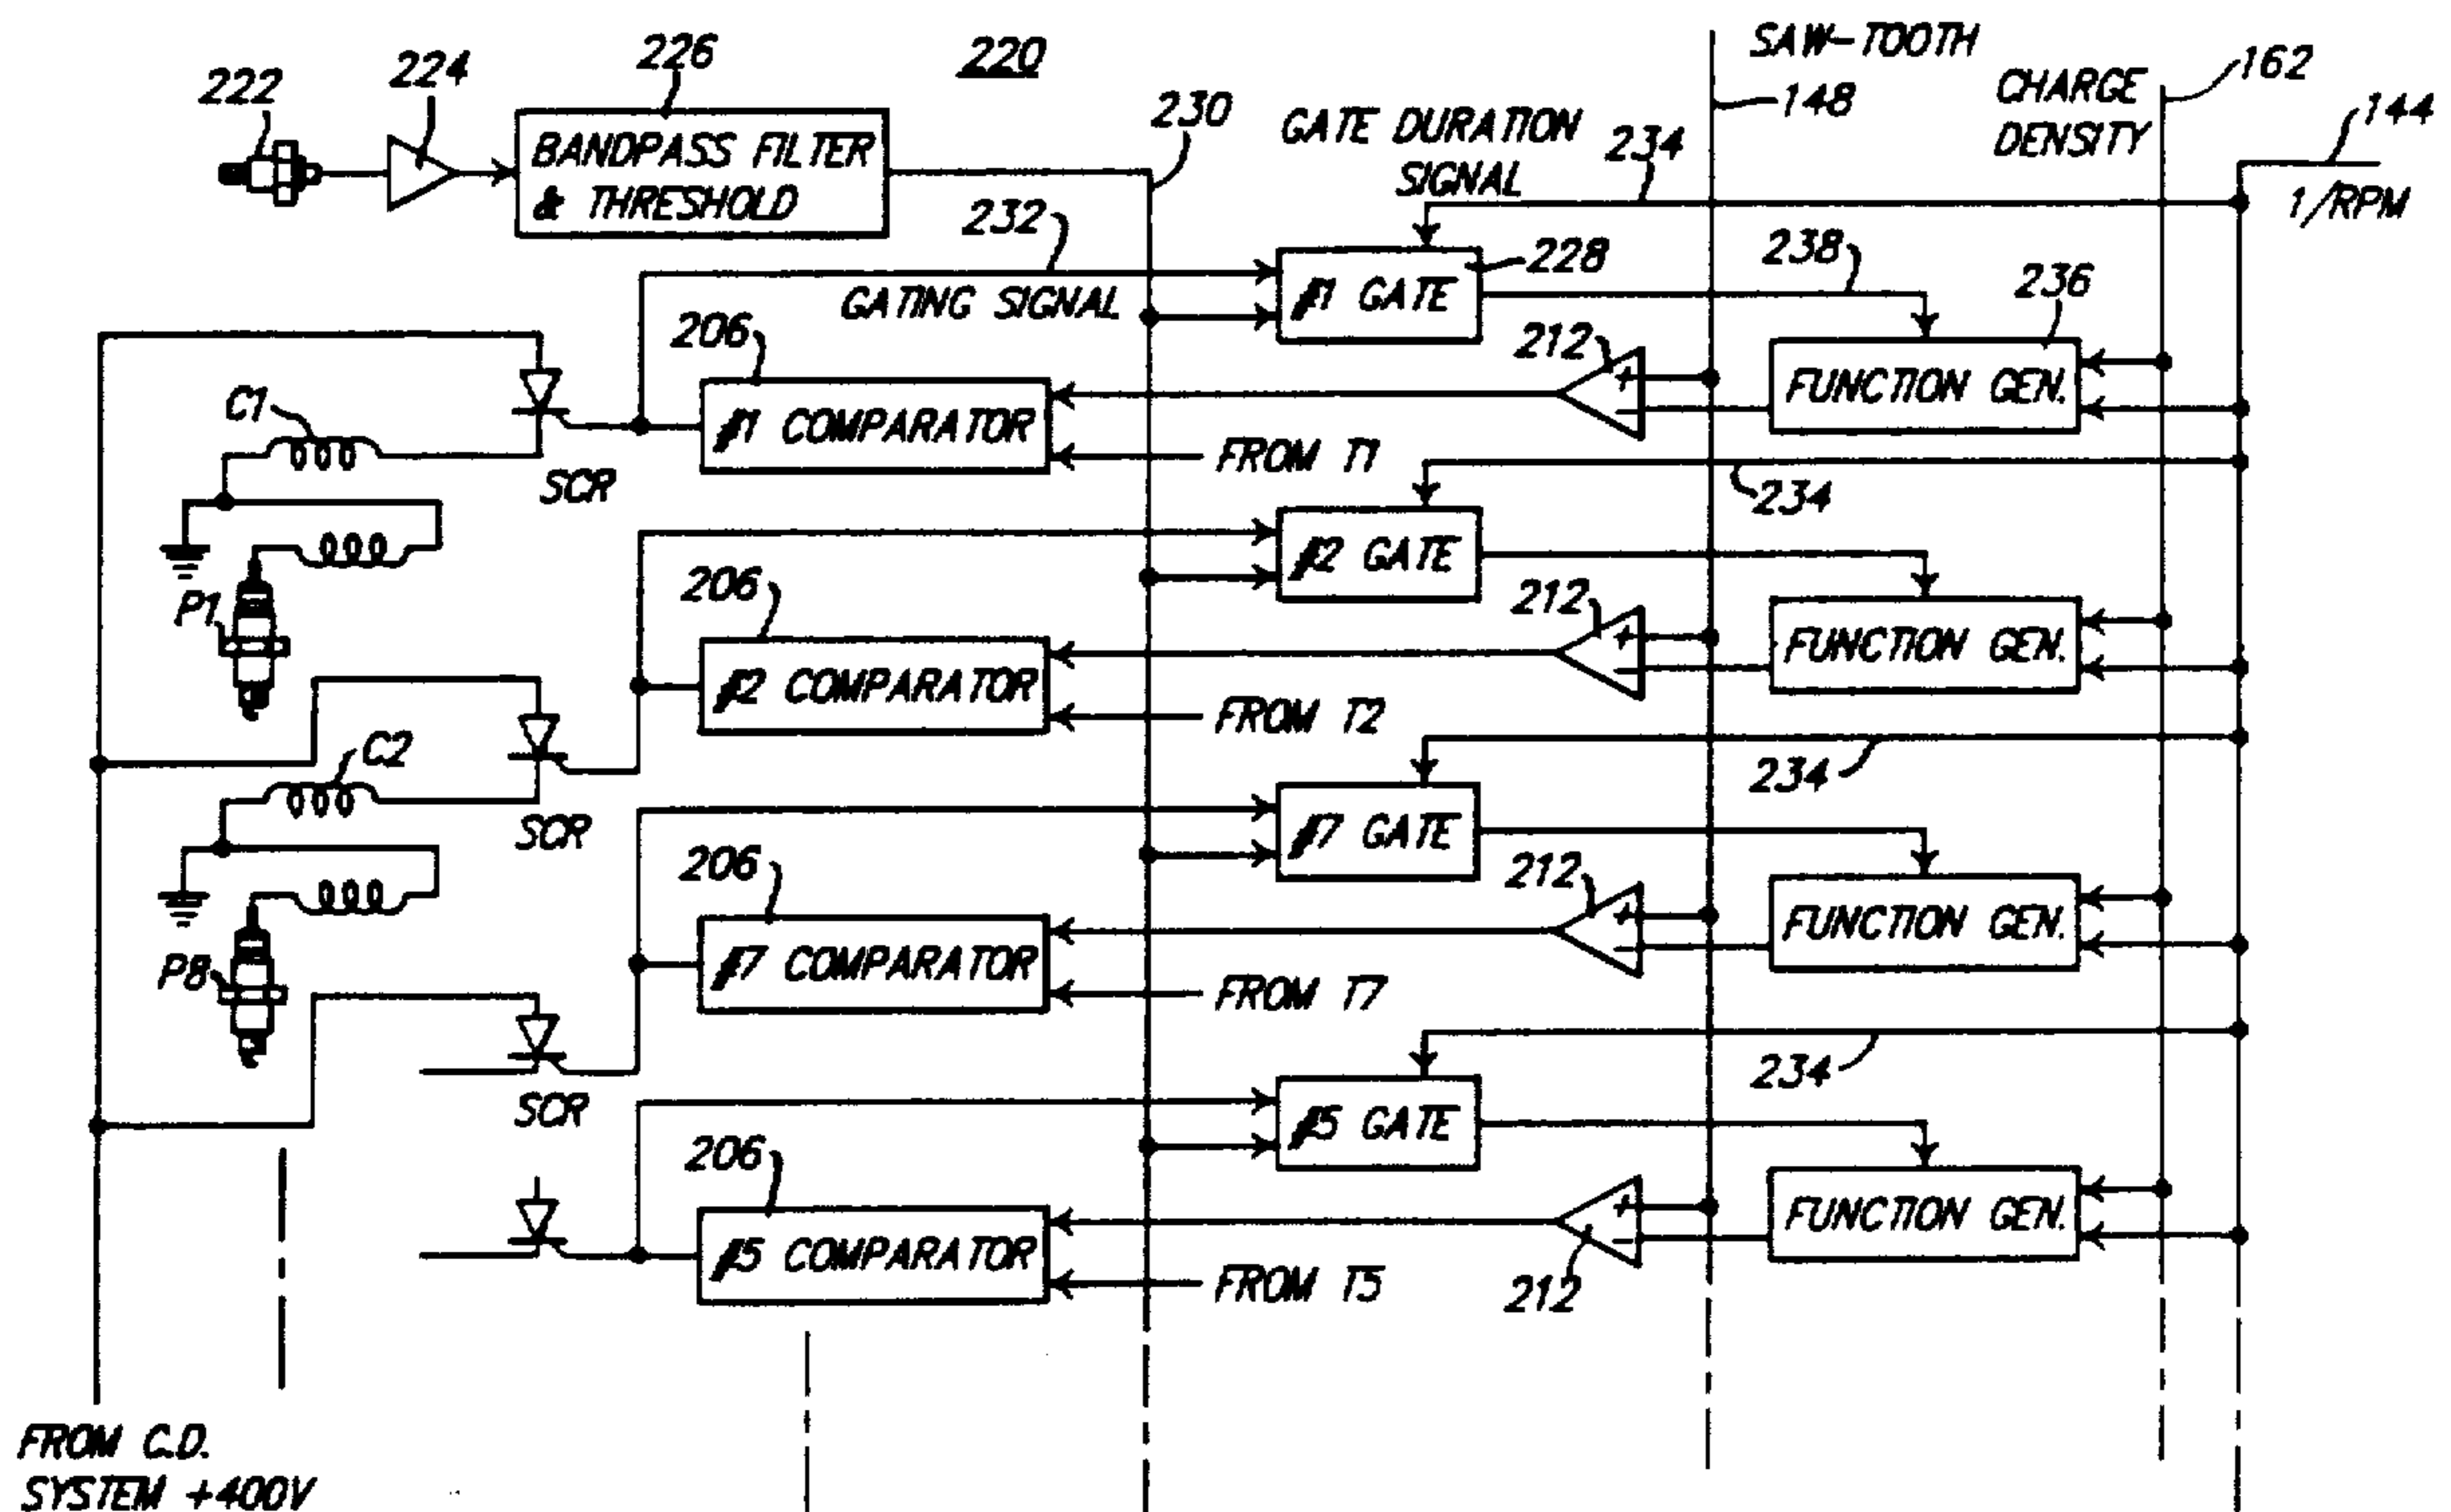 220
222
224
226
BANDPASS FILTER
& THRESHOLD
230
232
GATING SIGNAL
GATE DURATION
SIGNAL
234
SAW-TOOTH
148
CHARGE
DENSITY
162
144
1/RPM
#1 GATE
228
238
236
206
212
FUNCTION GEN.
C1
#1 COMPARATOR
FROM T1
SCR
234
#2 GATE
P1
206
212
FUNCTION GEN.
#2 COMPARATOR
FROM T2
C2
SCR
234
#7 GATE
206
212
FUNCTION GEN.
P8
#7 COMPARATOR
FROM T7
SCR
234
#5 GATE
206
FUNCTION GEN.
#5 COMPARATOR
FROM T5
212
FROM C.D.
SYSTEM +400V